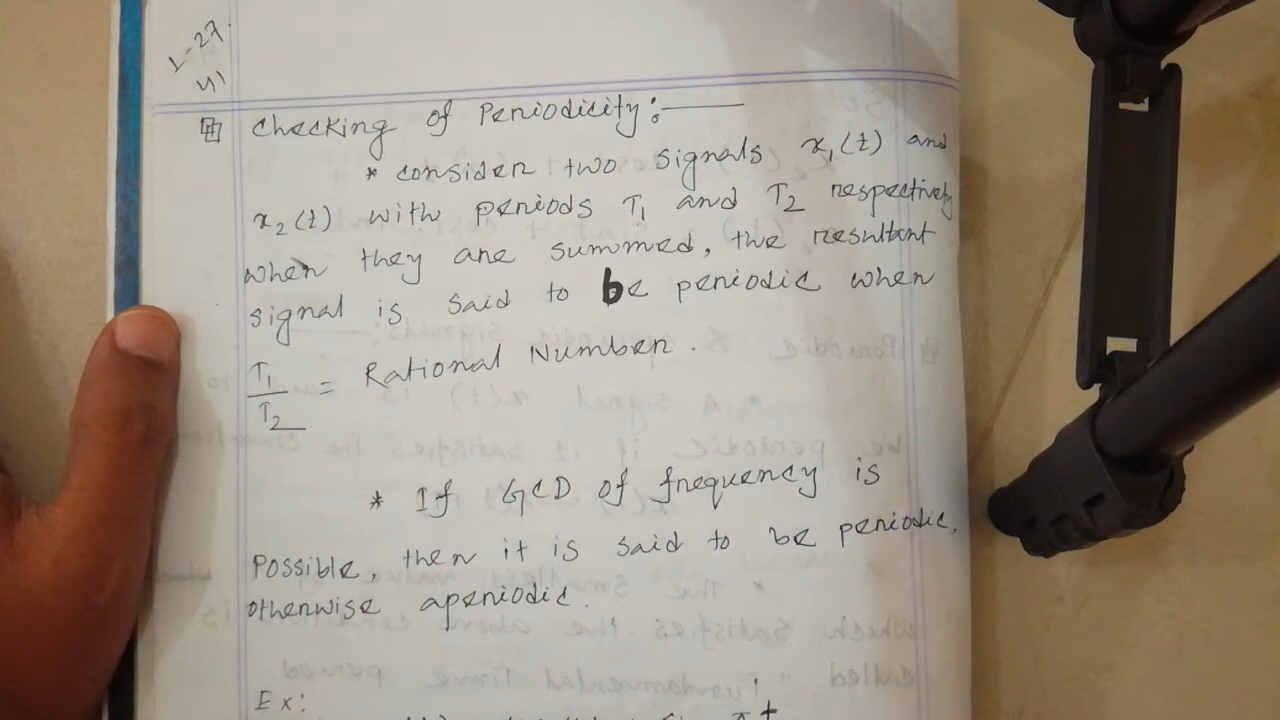 L-27
41
Checking of Periodicity:
* consider two signals x₁(t) and
x₂(t) with periods T₁ and T₂ respectively
when they are summed, the resultant
signal is said to be periodic when
T₁/T₂ = Rational Number.
* If GCD of frequency is
Possible, then it is said to be periodic,
otherwise aperiodic.
Ex: